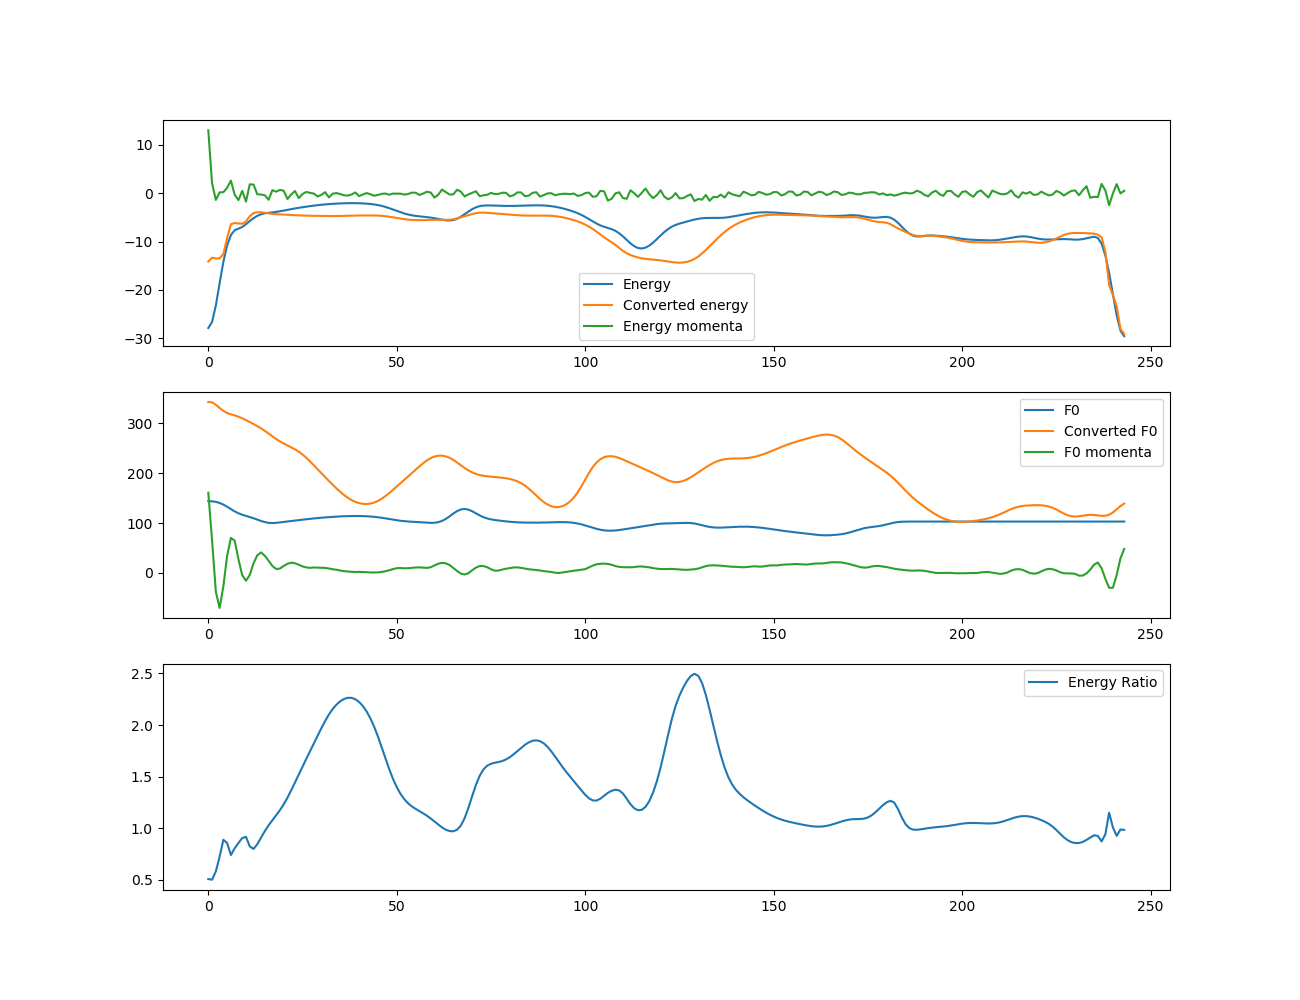 10
0
−10
−20
−30
Energy
Converted energy
Energy momenta
0 50 100 150 200 250
300
200
100
0
F0
Converted F0
F0 momenta
0 50 100 150 200 250
2.5
2.0
1.5
1.0
0.5
Energy Ratio
0 50 100 150 200 250